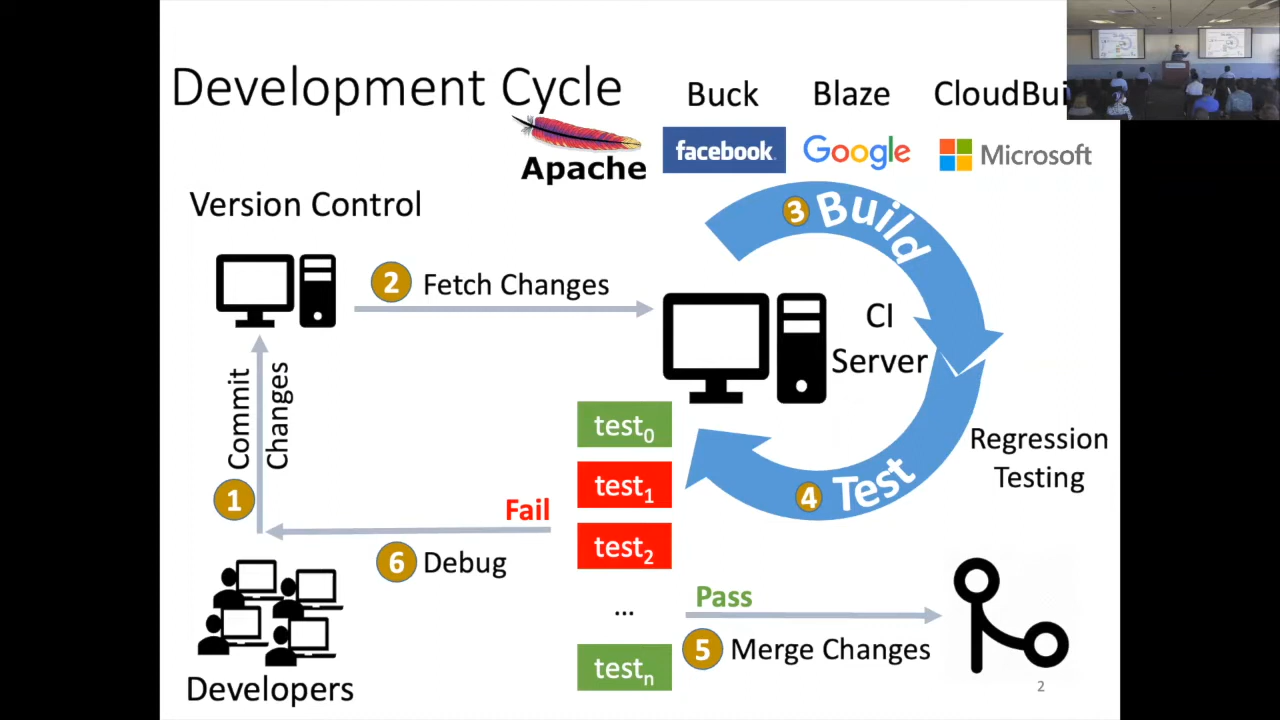 Development Cycle
Buck
Blaze
Apache
facebook
Google
Microsoft
Version Control
3 Build
2 Fetch Changes
CI
Server
Commit
Changes
test0
Regression
Testing
test1
4 Test
1
Fail
test2
6 Debug
...
Pass
5 Merge Changes
testn
Developers
2